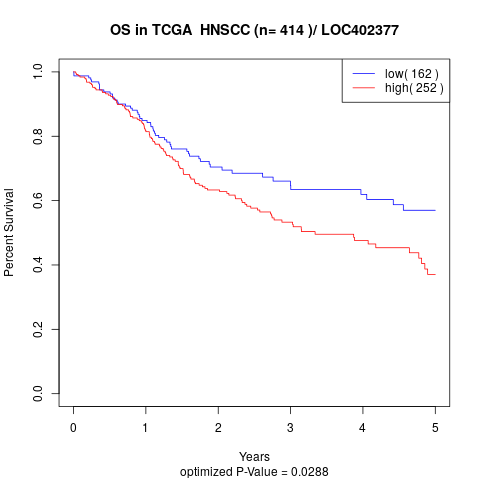 OS in TCGA  HNSCC (n= 414 )/ LOC402377
low( 162 )
high( 252 )
Percent Survival
1.0
0.8
0.6
0.4
0.2
0.0
0 1 2 3 4 5
Years
optimized P-Value = 0.0288